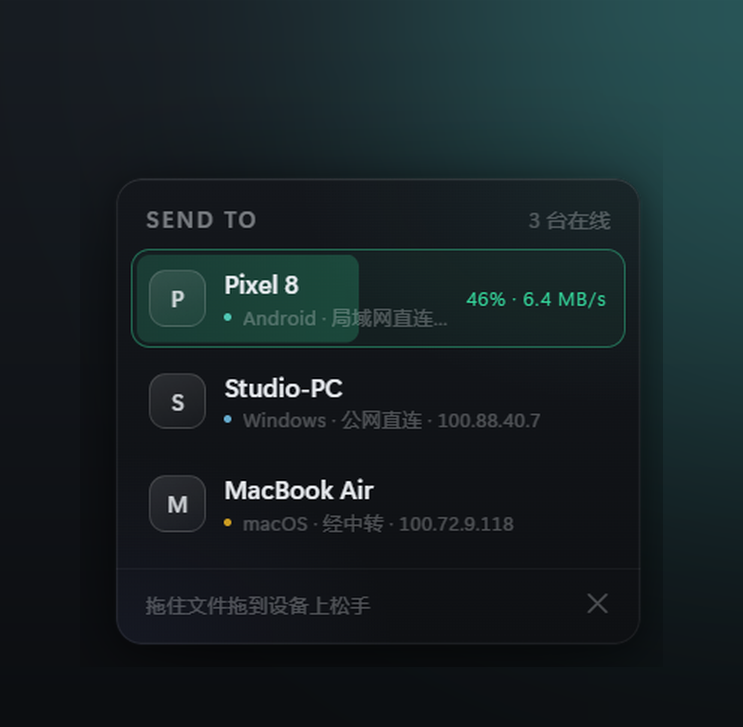 SEND TO
3 台在线
P
Pixel 8
Android · 局域网直连...
46% · 6.4 MB/s
S
Studio-PC
Windows · 公网直连 · 100.88.40.7
M
MacBook Air
macOS · 经中转 · 100.72.9.118
拖住文件拖到设备上松手